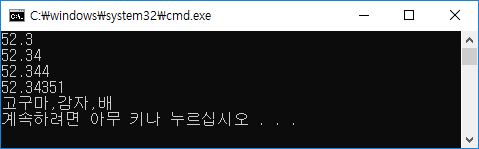 C:₩windows₩system32₩cmd.exe
52.3
52.34
52.344
52.34351
고구마,감자,배
계속하려면 아무 키나 누르십시오 . . .